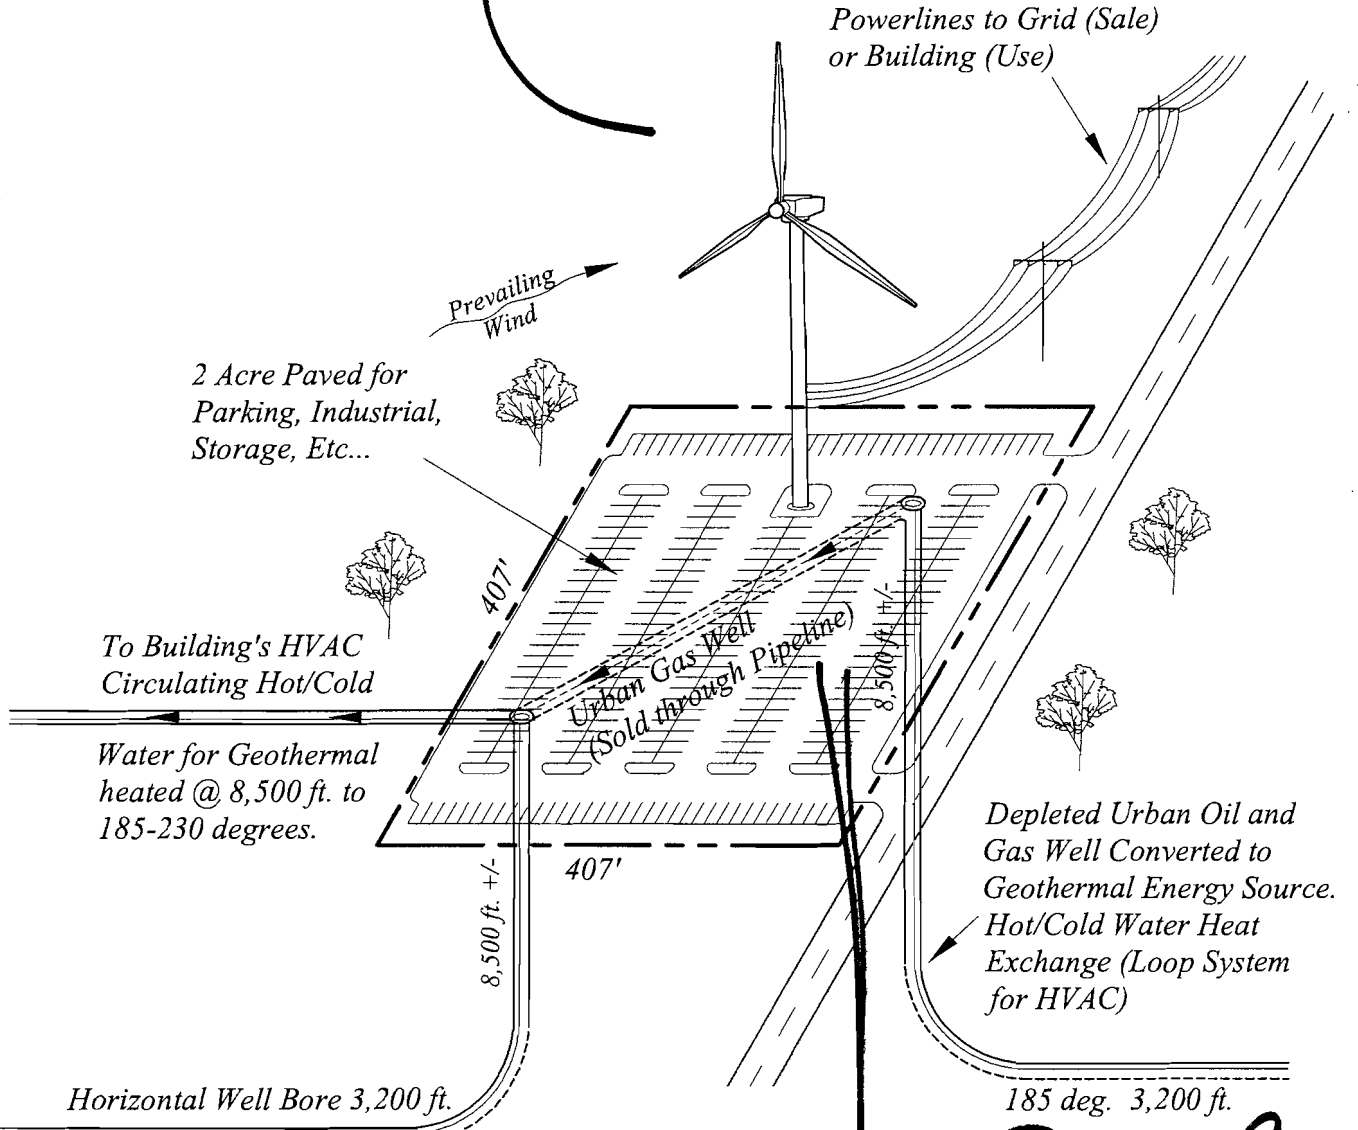 Powerlines to Grid (Sale)
or Building (Use)
Prevailing
Wind
2 Acre Paved for
Parking, Industrial,
Storage, Etc...
407'
To Building's HVAC
Circulating Hot/Cold
Water for Geothermal
heated @ 8,500 ft. to
185-230 degrees.
Urban Gas Well
(Sold through Pipeline)
8,500 ft. +/-
407'
8,500 ft. +/-
Depleted Urban Oil and
Gas Well Converted to
Geothermal Energy Source.
Hot/Cold Water Heat
Exchange (Loop System
for HVAC)
Horizontal Well Bore 3,200 ft.
185 deg. 3,200 ft.